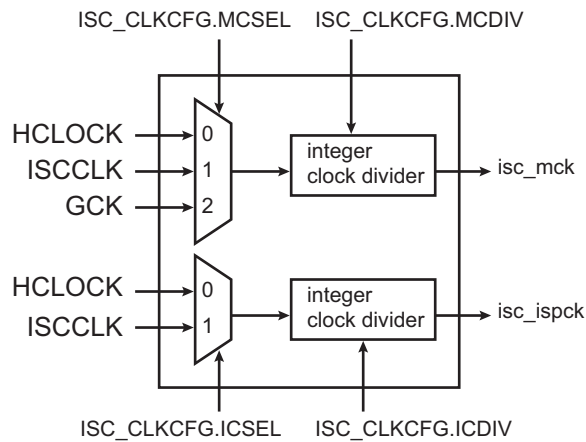 ISC_CLKCFG.MCSEL ISC_CLKCFG.MCDIV
HCLOCK
ISCCLK
GCK
0
1
2
integer
clock divider
isc_mck
HCLOCK
ISCCLK
0
1
integer
clock divider
isc_ispck
ISC_CLKCFG.ICSEL ISC_CLKCFG.ICDIV